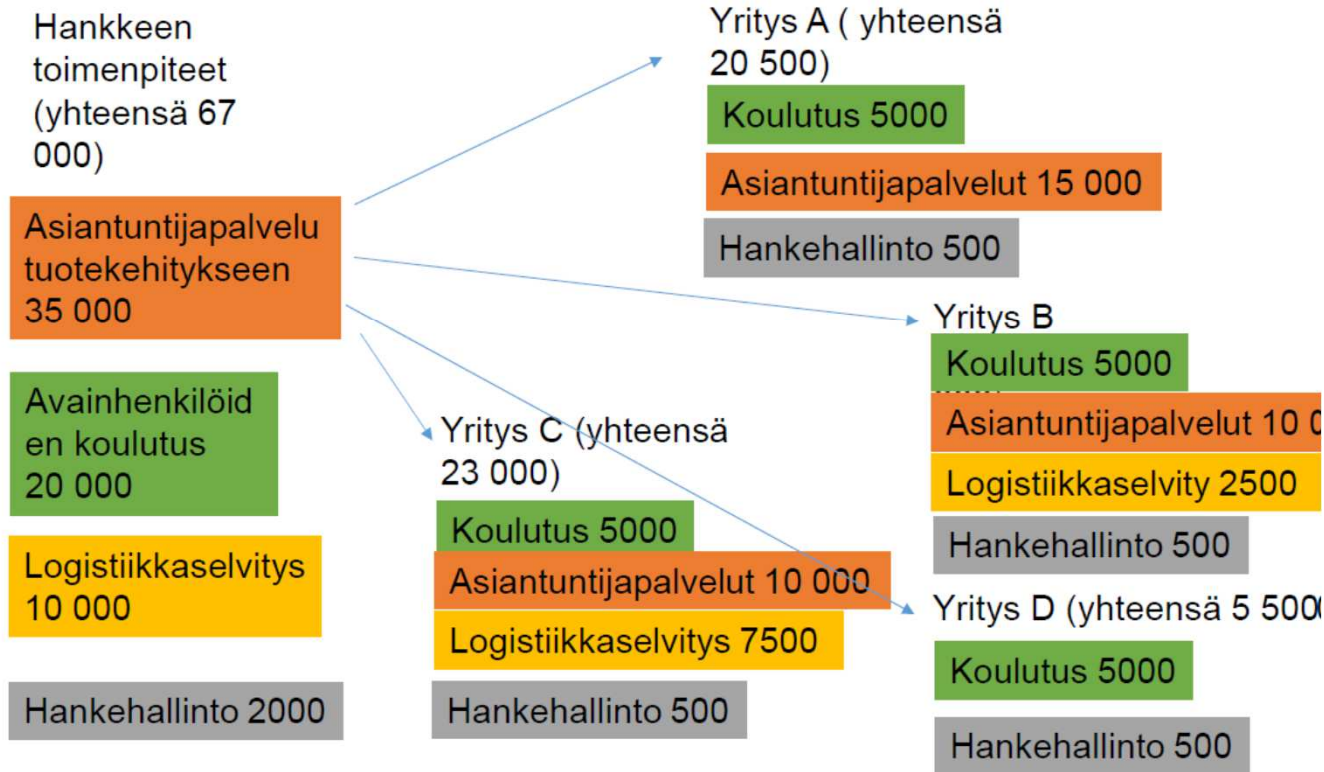 Hankkeen
toimenpiteet
(yhteensä 67
000)
Asiantuntijapalvelu
tuotekehitykseen
35 000
Avainhenkilöid
en koulutus
20 000
Logistiikkaselvitys
10 000
Hankehallinto 2000
Yritys A ( yhteensä
20 500)
Koulutus 5000
Asiantuntijapalvelut 15 000
Hankehallinto 500
Yritys B
Koulutus 5000
Asiantuntijapalvelut 10
Logistiikkaselvity 2500
Hankehallinto 500
Yritys C (yhteensä
23 000)
Koulutus 5000
Asiantuntijapalvelut 10 000
Logistiikkaselvitys 7500
Hankehallinto 500
Yritys D (yhteensä 5 500
Koulutus 5000
Hankehallinto 500